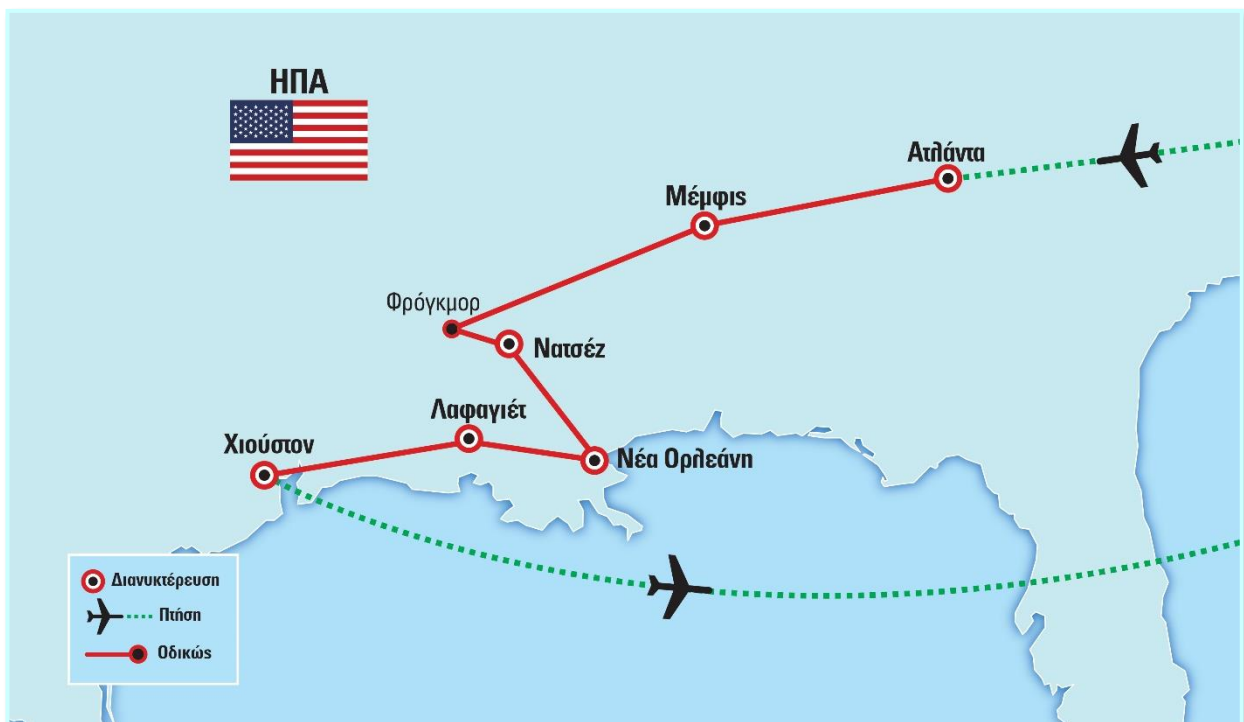 ΗΠΑ
Ατλάντα
Μέμφις
Φρόγκμορ
Νατσέζ
Λαφαγιέτ
Χιούστον
Νέα Ορλεάνη
Διανυκτέρευση
Πτήση
Οδικώς